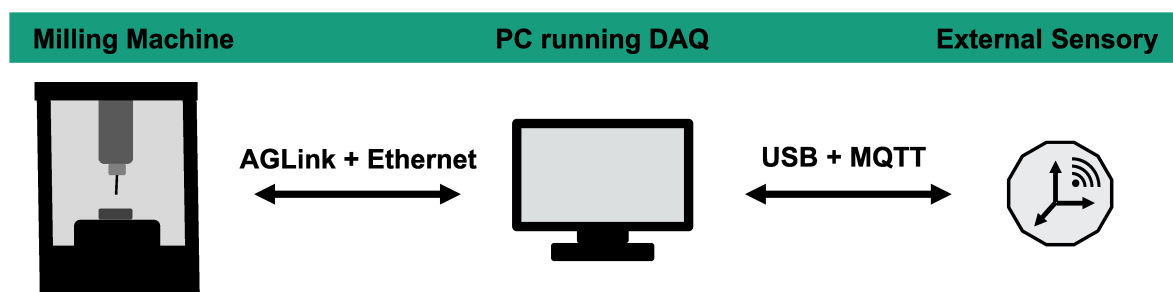 Milling Machine
PC running DAQ
External Sensory
AGLink + Ethernet
USB + MQTT